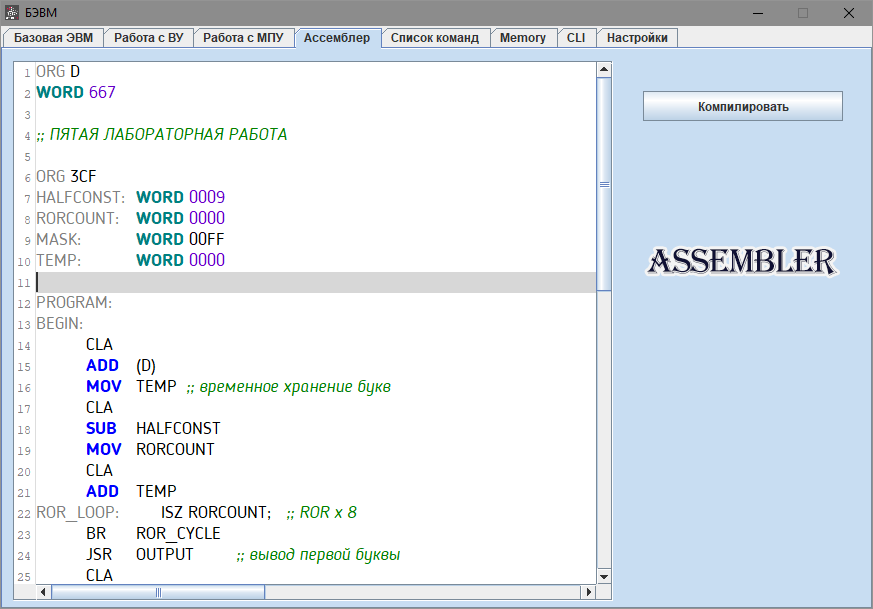 БЭВМ
Базовая ЭВМ Работа с ВУ Работа с МПУ Ассемблер Список команд Memory CLI Настройки
1 ORG D
2 WORD 667
3
4 ;; ПЯТАЯ ЛАБОРАТОРНАЯ РАБОТА
5
6 ORG 3CF
7 HALFCONST: WORD 0009
8 RORCOUNT: WORD 0000
9 MASK: WORD 00FF
10 TEMP: WORD 0000
11
12 PROGRAM:
13 BEGIN:
14 CLA
15 ADD (D)
16 MOV TEMP ;; временное хранение букв
17 CLA
18 SUB HALFCONST
19 MOV RORCOUNT
20 CLA
21 ADD TEMP
22 ROR_LOOP: ISZ RORCOUNT; ;; ROR x 8
23 BR ROR_CYCLE
24 JSR OUTPUT ;; вывод первой буквы
25 CLA
Компилировать
ASSEMBLER